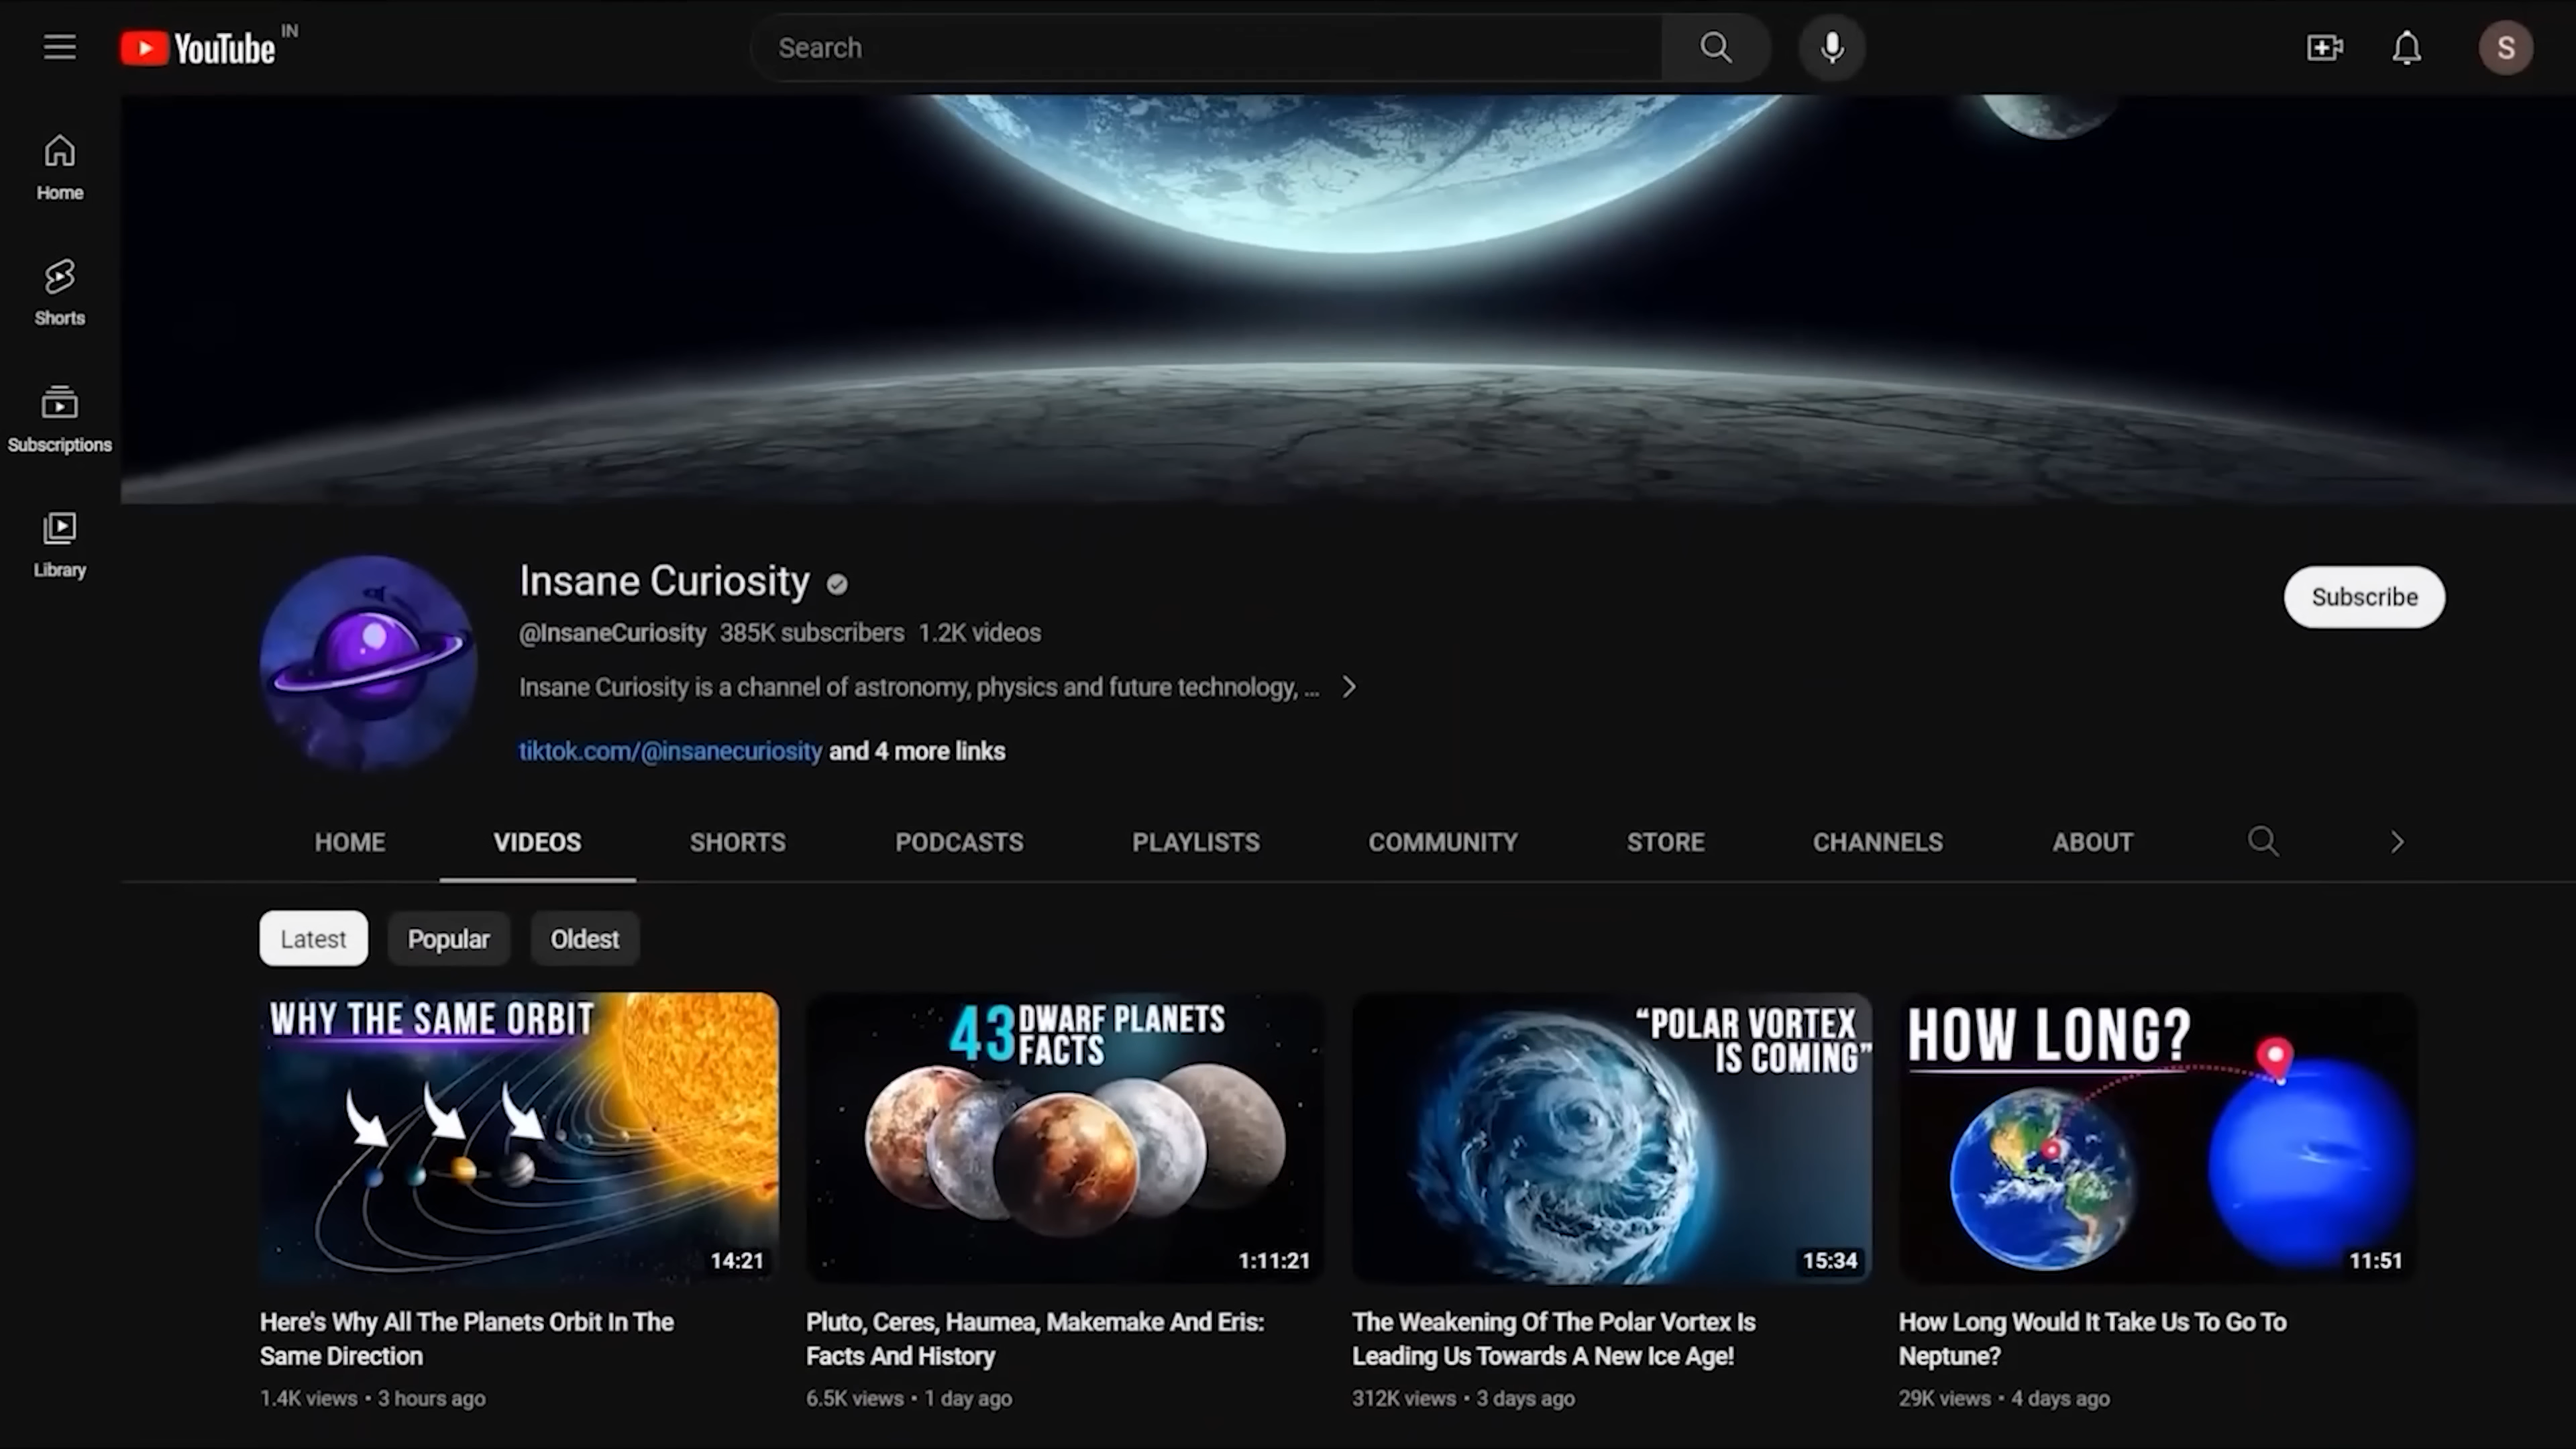 YouTube IN
Search
S
Home
Shorts
Subscriptions
Library
Insane Curiosity
@InsaneCuriosity 385K subscribers 1.2K videos
Insane Curiosity is a channel of astronomy, physics and future technology, ...
tiktok.com/@insanecuriosity and 4 more links
Subscribe
HOME VIDEOS SHORTS PODCASTS PLAYLISTS COMMUNITY STORE CHANNELS ABOUT
Latest Popular Oldest
WHY THE SAME ORBIT
14:21
Here's Why All The Planets Orbit In The
Same Direction
1.4K views • 3 hours ago
43 DWARF PLANETS
FACTS
1:11:21
Pluto, Ceres, Haumea, Makemake And Eris:
Facts And History
6.5K views • 1 day ago
“POLAR VORTEX
IS COMING”
15:34
The Weakening Of The Polar Vortex Is
Leading Us Towards A New Ice Age!
312K views • 3 days ago
HOW LONG?
11:51
How Long Would It Take Us To Go To
Neptune?
29K views • 4 days ago